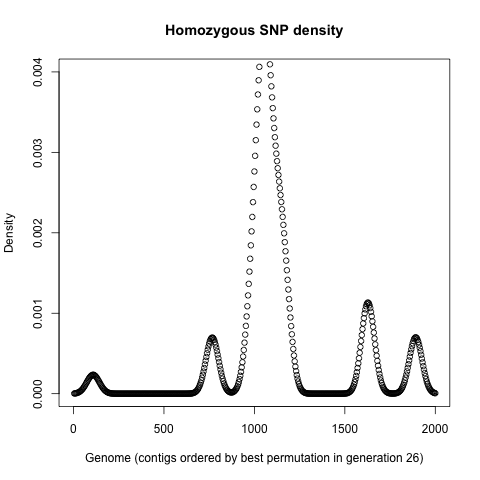 Homozygous SNP density
0.004
0.003
0.002
0.001
0.000
Density
0 500 1000 1500 2000
Genome (contigs ordered by best permutation in generation 26)